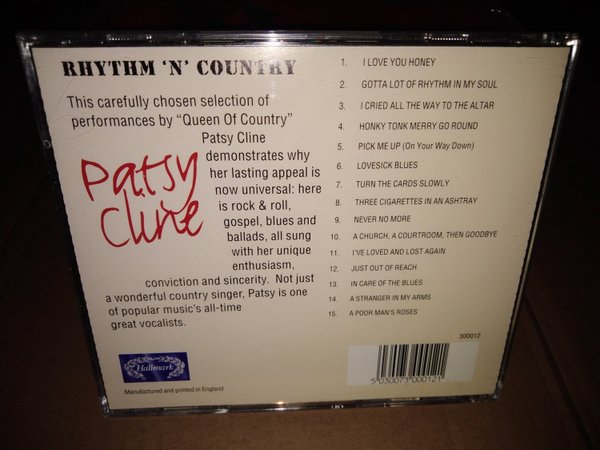 RHYTHM 'N' COUNTRY
This carefully chosen selection of
performances by "Queen Of Country"
Patsy Cline
demonstrates why
her lasting appeal is
now universal: here
is rock & roll,
gospel, blues and
ballads, all sung
with her unique
enthusiasm,
conviction and sincerity. Not just
a wonderful country singer, Patsy is one
of popular music's all-time
great vocalists.
Patsy
Cline
Hallmark
Manufactured and printed in England
1. I LOVE YOU HONEY
2. GOTTA LOT OF RHYTHM IN MY SOUL
3. I CRIED ALL THE WAY TO THE ALTAR
4. HONKY TONK MERRY GO ROUND
5. PICK ME UP (On Your Way Down)
6. LOVESICK BLUES
7. TURN THE CARDS SLOWLY
8. THREE CIGARETTES IN AN ASHTRAY
9. NEVER NO MORE
10. A CHURCH, A COURTROOM, THEN GOODBYE
11. I'VE LOVED AND LOST AGAIN
12. JUST OUT OF REACH
13. IN CARE OF THE BLUES
14. A STRANGER IN MY ARMS
15. A POOR MAN'S ROSES
300012
5 030073 000121